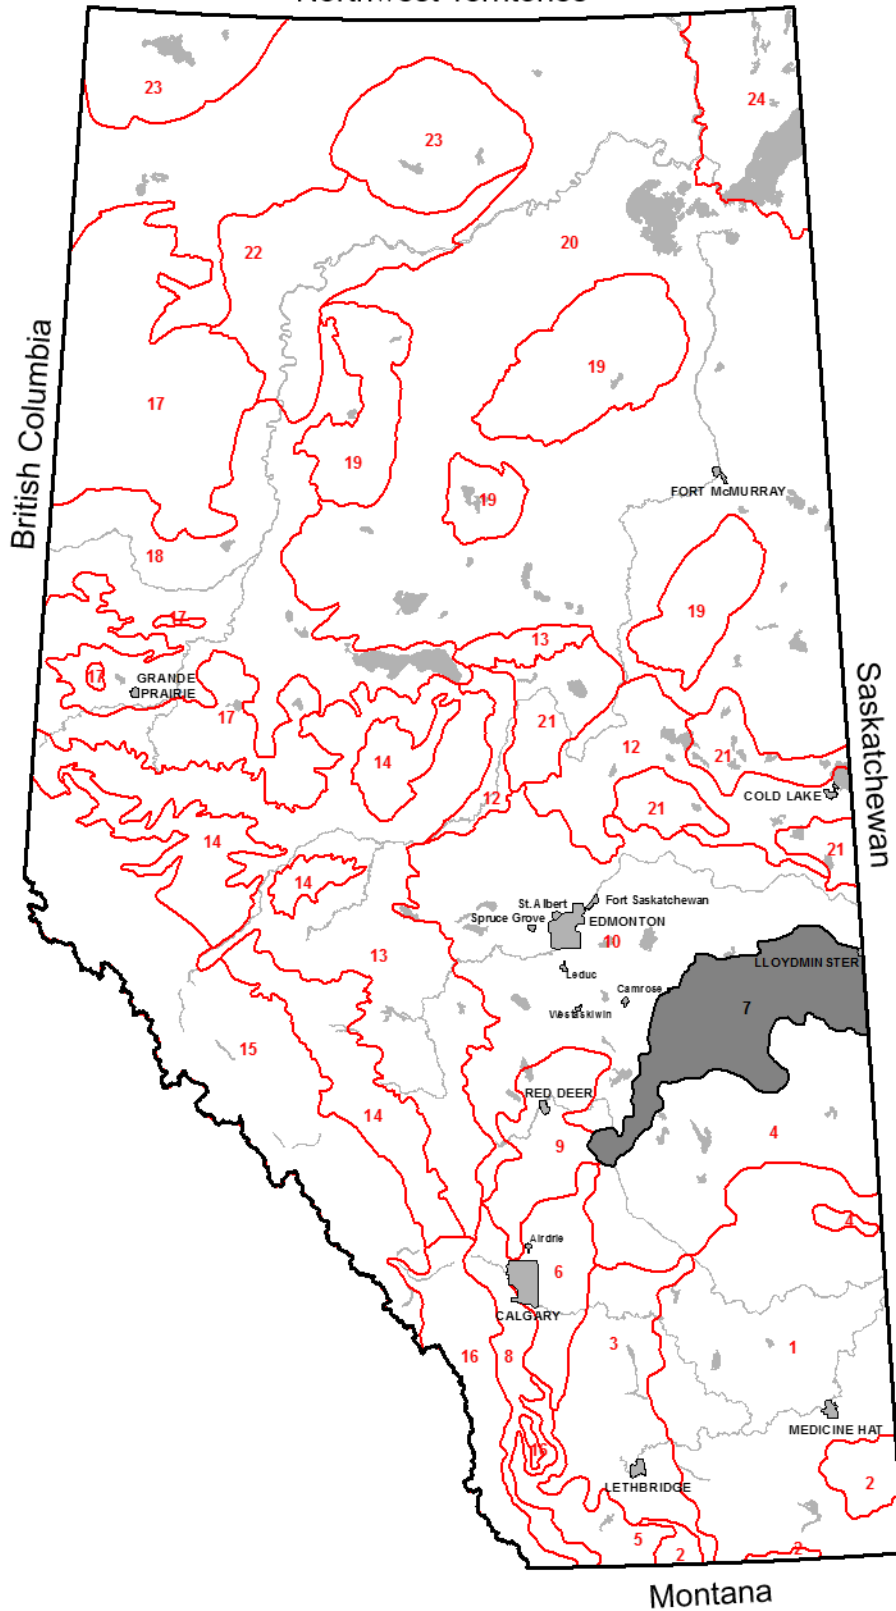 Northwest Territories
23
24
23
20
22
19
British Columbia
17
19
19
FORT McMURRAY
18
19
17
13
17
GRANDE
PRAIRIE
Saskatchewan
17
21
12
14
21
12
COLD LAKE
21
14
21
14
St. Albert
Fort Saskatchewan
Spruce Grove
EDMONTON
10
13
LLOYDMINSTER
Leduc
Camrose
7
Wetaskiwin
15
RED DEER
14
9
4
4
Airdrie
6
CALGARY
16
8
3
1
MEDICINE HAT
16
2
LETHBRIDGE
5
2
2
Montana